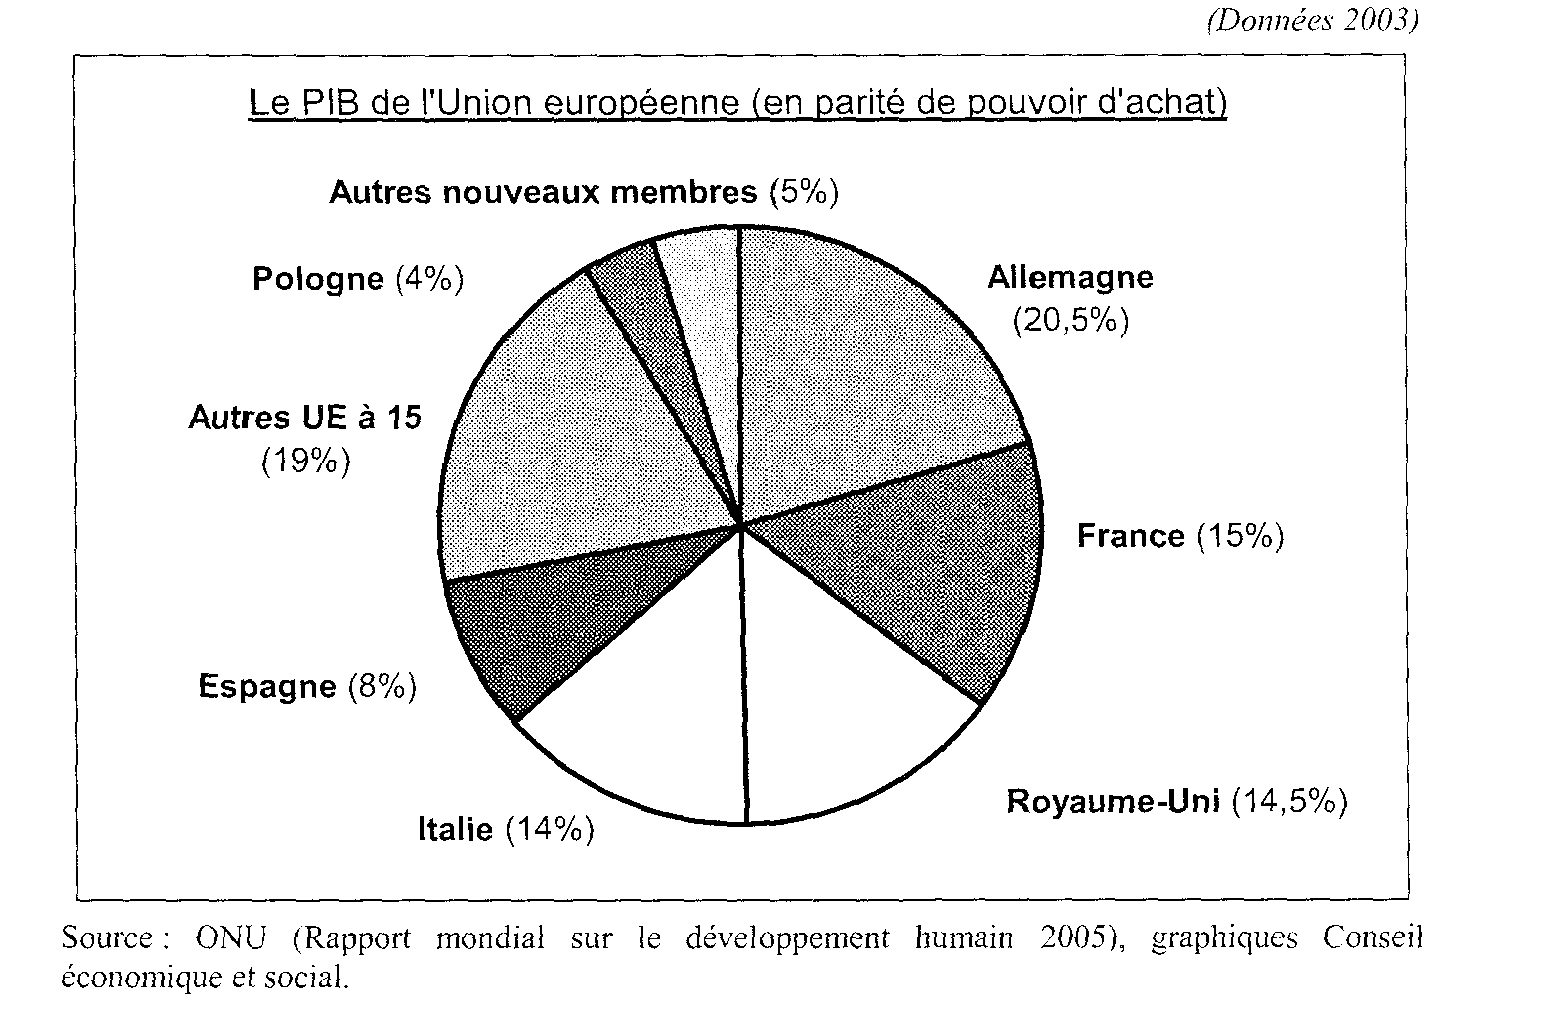 (Données 2003)
Le PIB de l'Union européenne (en parité de pouvoir d'achat)
Autres nouveaux membres (5%)
Pologne (4%)
Allemagne
(20,5%)
Autres UE à 15
(19%)
France (15%)
Espagne (8%)
Royaume-Uni (14,5%)
Italie (14%)
Source : ONU (Rapport mondial sur le développement humain 2005), graphiques Conseil
économique et social.